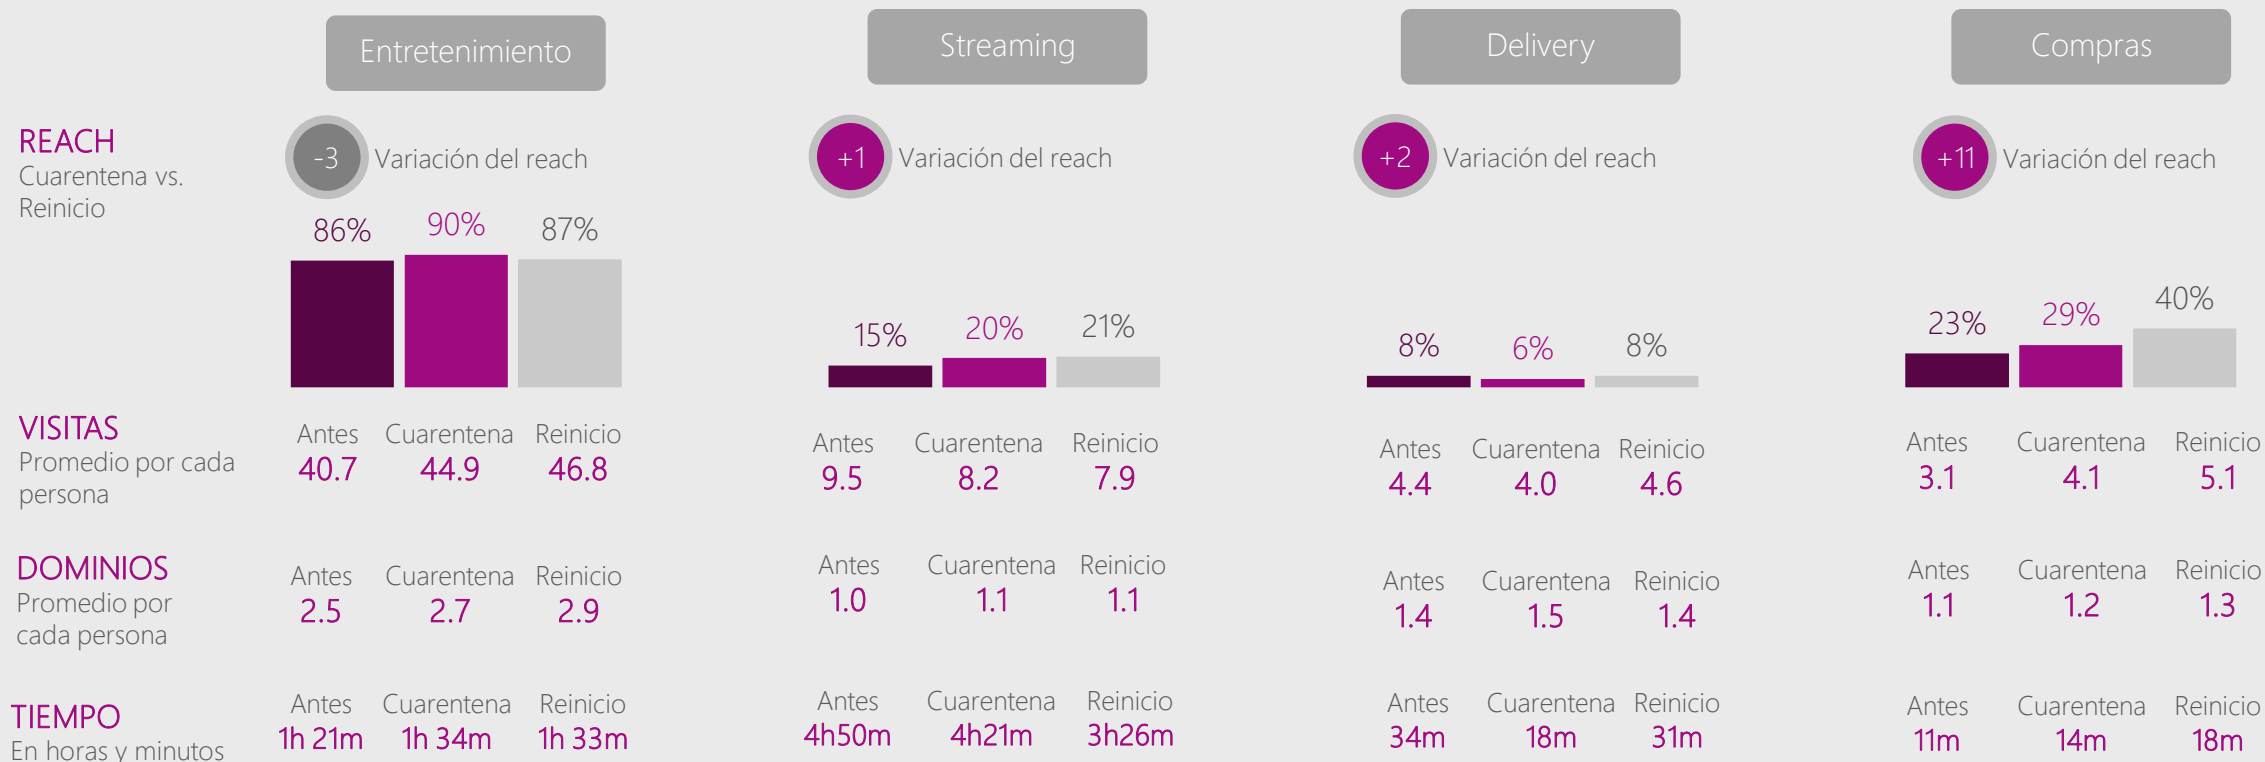 Entretenimiento
Streaming
Delivery
Compras
REACH
Cuarentena vs.
Reinicio
-3 Variación del reach
+1 Variación del reach
+2 Variación del reach
+11 Variación del reach
86% 90% 87%
15% 20% 21%
8% 6% 8%
23% 29% 40%
VISITAS
Promedio por cada
persona
Antes Cuarentena Reinicio
40.7 44.9 46.8
Antes Cuarentena Reinicio
9.5 8.2 7.9
Antes Cuarentena Reinicio
4.4 4.0 4.6
Antes Cuarentena Reinicio
3.1 4.1 5.1
DOMINIOS
Promedio por
cada persona
Antes Cuarentena Reinicio
2.5 2.7 2.9
Antes Cuarentena Reinicio
1.0 1.1 1.1
Antes Cuarentena Reinicio
1.4 1.5 1.4
Antes Cuarentena Reinicio
1.1 1.2 1.3
TIEMPO
En horas y minutos
Antes Cuarentena Reinicio
1h 21m 1h 34m 1h 33m
Antes Cuarentena Reinicio
4h50m 4h21m 3h26m
Antes Cuarentena Reinicio
34m 18m 31m
Antes Cuarentena Reinicio
11m 14m 18m